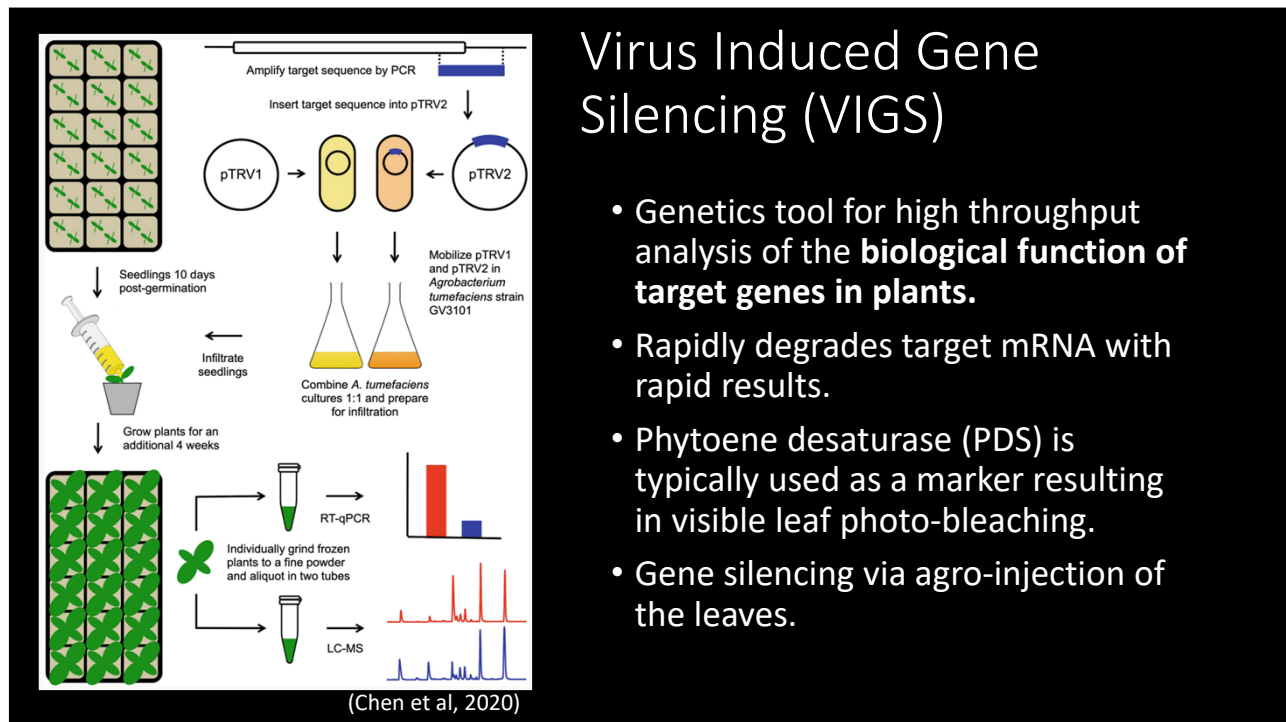 Virus Induced Gene
Silencing (VIGS)
• Genetics tool for high throughput
analysis of the biological function of
target genes in plants.
• Rapidly degrades target mRNA with
rapid results.
• Phytoene desaturase (PDS) is
typically used as a marker resulting
in visible leaf photo-bleaching.
• Gene silencing via agro-injection of
the leaves.
Amplify target sequence by PCR
Insert target sequence into pTRV2
pTRV1
pTRV2
Mobilize pTRV1
and pTRV2 in
Agrobacterium
tumefaciens strain
GV3101
Seedlings 10 days
post-germination
Infiltrate
seedlings
Combine A. tumefaciens
cultures 1:1 and prepare
for infiltration
Grow plants for an
additional 4 weeks
RT-qPCR
Individually grind frozen
plants to a fine powder
and aliquot in two tubes
LC-MS
(Chen et al, 2020)